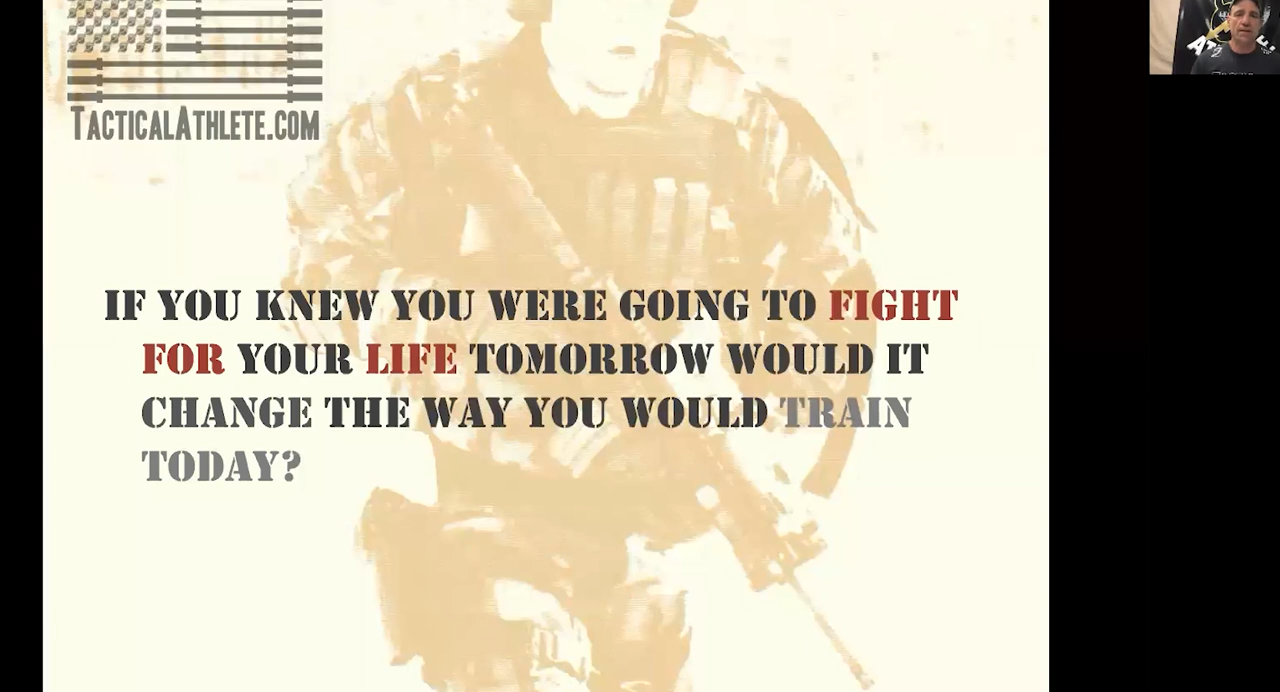 TACTICALATHLETE.COM
IF YOU KNEW YOU WERE GOING TO FIGHT
FOR YOUR LIFE TOMORROW WOULD IT
CHANGE THE WAY YOU WOULD TRAIN
TODAY?